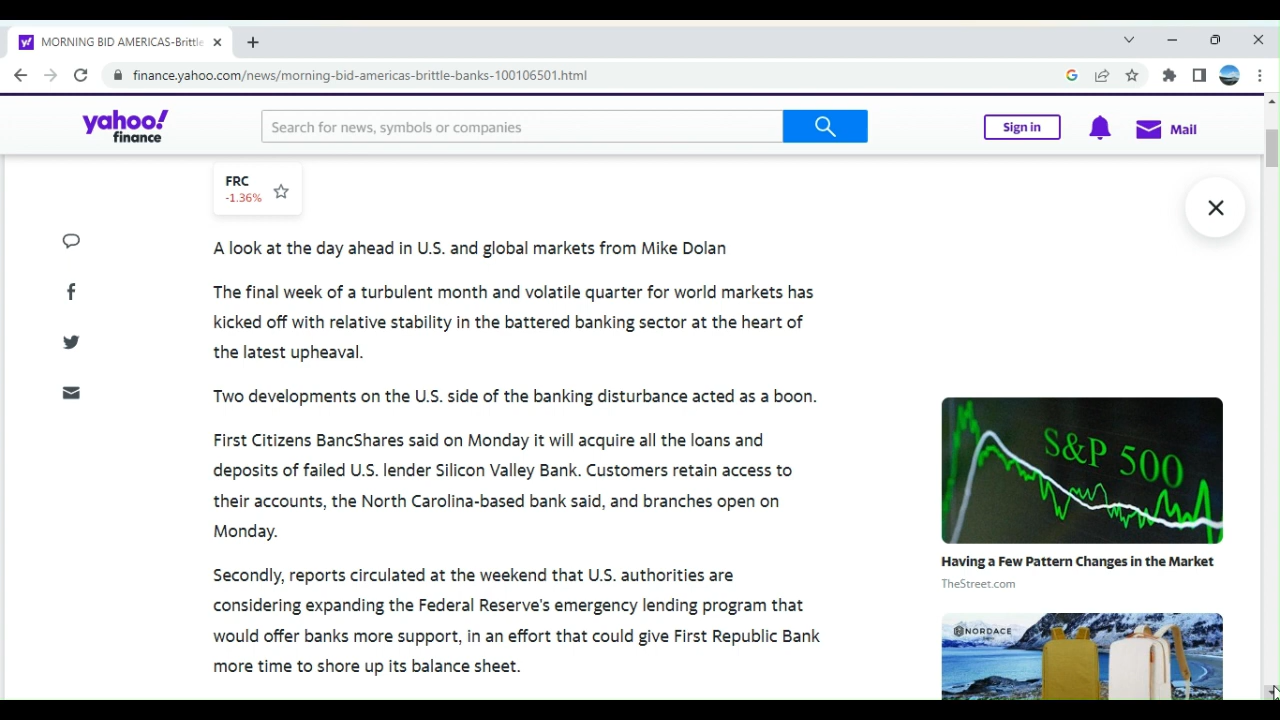 MORNING BID AMERICAS-Brittle
finance.yahoo.com/news/morning-bid-americas-brittle-banks-100106501.html
yahoo!
finance
Search for news, symbols or companies
Sign in
Mail
FRC
-1.36%
A look at the day ahead in U.S. and global markets from Mike Dolan
The final week of a turbulent month and volatile quarter for world markets has
kicked off with relative stability in the battered banking sector at the heart of
the latest upheaval.
Two developments on the U.S. side of the banking disturbance acted as a boon.
First Citizens BancShares said on Monday it will acquire all the loans and
deposits of failed U.S. lender Silicon Valley Bank. Customers retain access to
their accounts, the North Carolina-based bank said, and branches open on
Monday.
Secondly, reports circulated at the weekend that U.S. authorities are
considering expanding the Federal Reserve's emergency lending program that
would offer banks more support, in an effort that could give First Republic Bank
more time to shore up its balance sheet.
S&P 500
Having a Few Pattern Changes in the Market
TheStreet.com
NORDACE